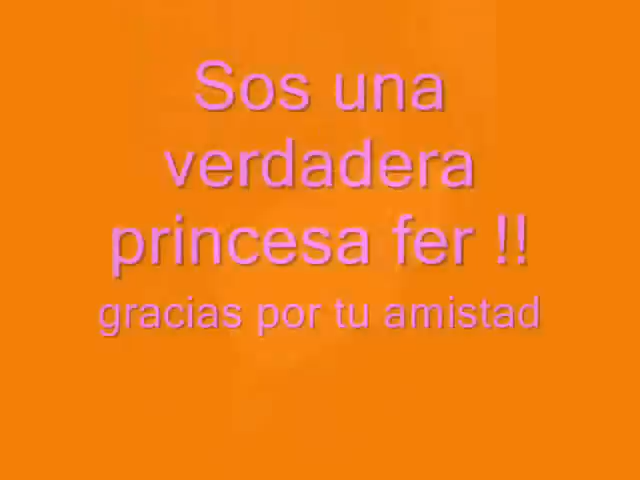 Sos una
verdadera
princesa fer !!
gracias por tu amistad